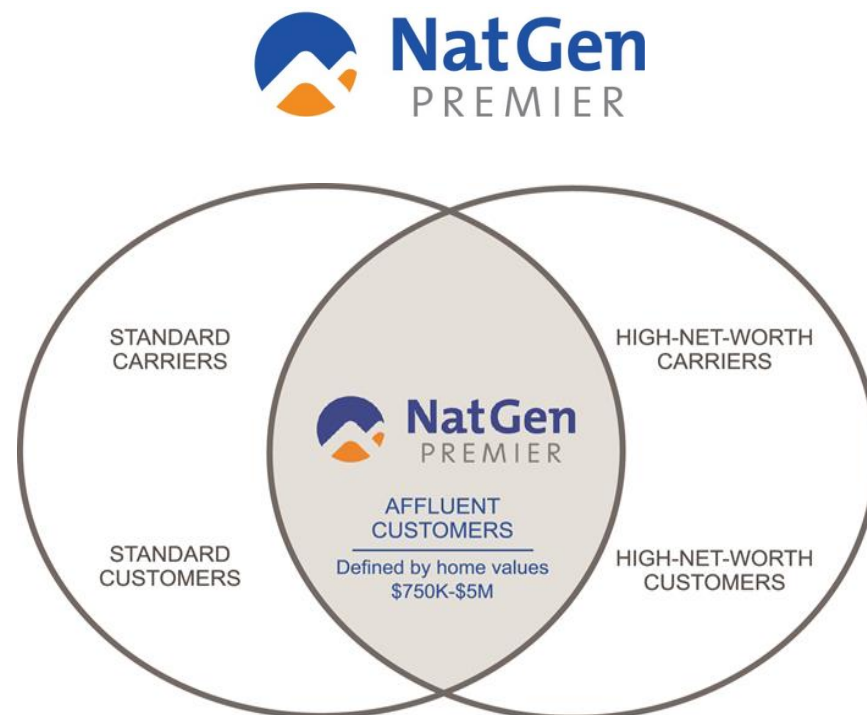 NatGen
PREMIER
STANDARD
CARRIERS
HIGH-NET-WORTH
CARRIERS
NatGen
PREMIER
AFFLUENT
CUSTOMERS
Defined by home values
$750K-$5M
STANDARD
CUSTOMERS
HIGH-NET-WORTH
CUSTOMERS